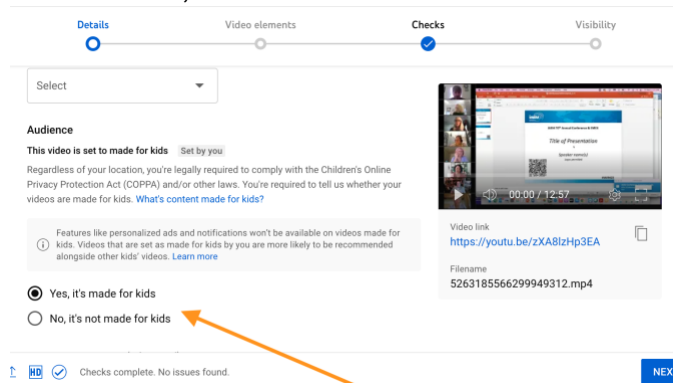 Details
Video elements
Checks
Visibility
Select
Audience
This video is set to made for kids Set by you
Regardless of your location, you're legally required to comply with the Children's Online
Privacy Protection Act (COPPA) and/or other laws. You're required to tell us whether your
videos are made for kids. What's content made for kids?
Features like personalized ads and notifications won't be available on videos made for
kids. Videos that are set as made for kids by you are more likely to be recommended
alongside other kids' videos. Learn more
Yes, it's made for kids
No, it's not made for kids
Title of Presentation
00:00 / 12:57
Video link
https://youtu.be/zXA8lzHp3EA
Filename
5263185566299949312.mp4
HD
Checks complete. No issues found.
NEX